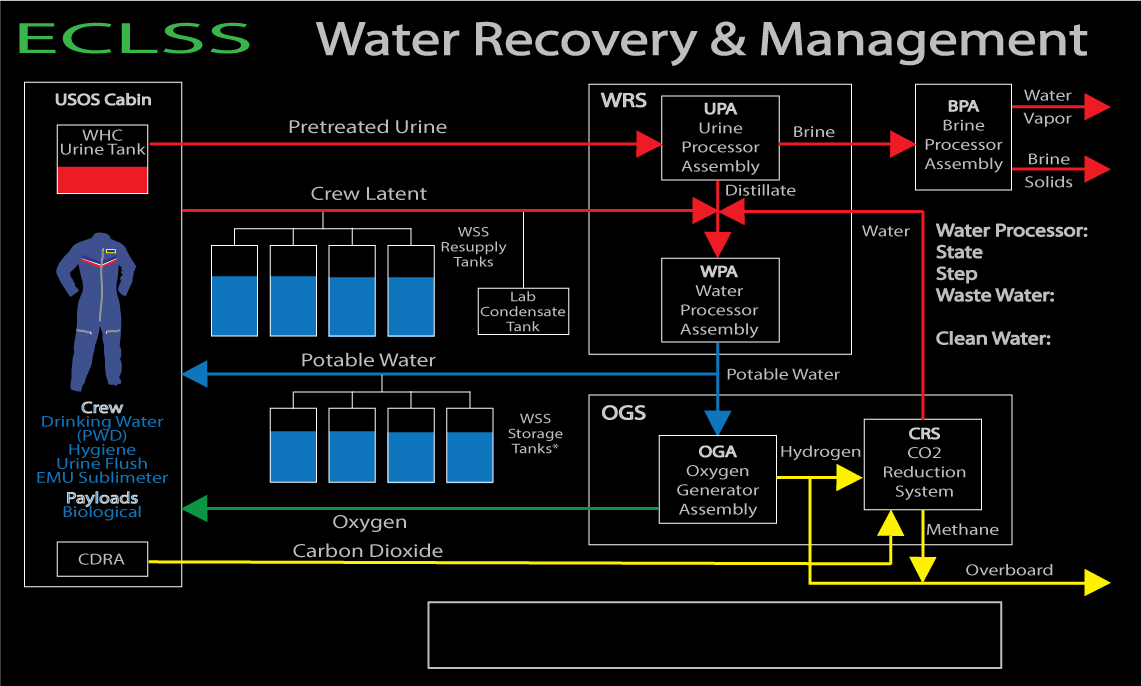 ECLSS
Water Recovery & Management
USOS Cabin
WHC
Urine Tank
Pretreated Urine
WRS
UPA
Urine
Processor
Assembly
Brine
BPA
Brine
Processor
Assembly
Water
Vapor
Brine
Solids
Distillate
Crew Latent
WSS
Resupply
Tanks
Lab
Condensate
Tank
WPA
Water
Processor
Assembly
Water
Water Processor:
State
Step
Waste Water:
Clean Water:
Potable Water
Potable Water
WSS
Storage
Tanks*
Crew
Drinking Water
(PWD)
Hygiene
Urine Flush
EMU Sublimeter
Payloads
Biological
OGS
OGA
Oxygen
Generator
Assembly
Hydrogen
CRS
CO2
Reduction
System
Oxygen
Methane
CDRA
Carbon Dioxide
Overboard